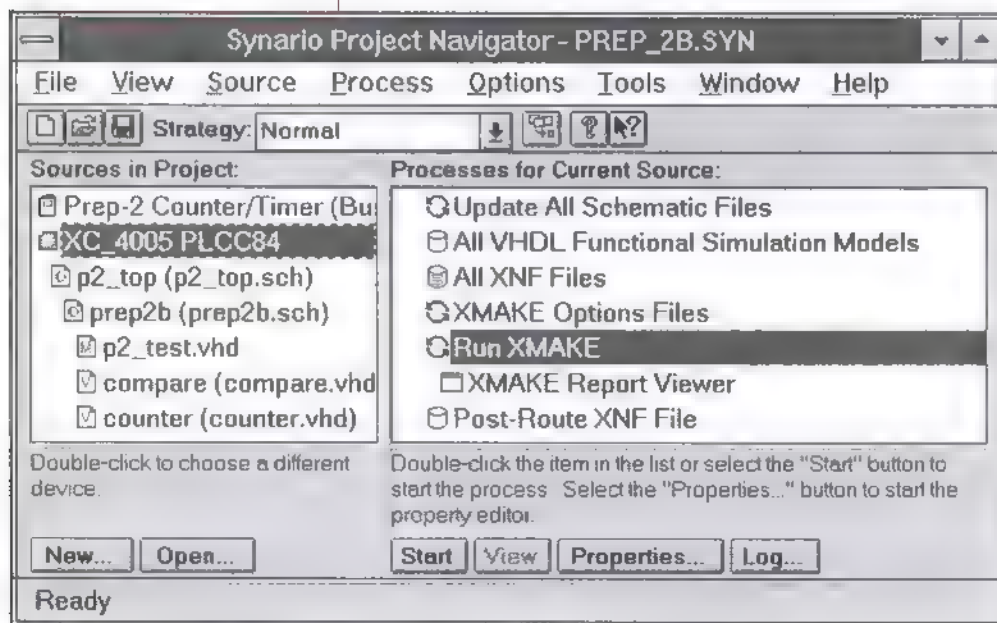 Synario Project Navigator - PREP_2B.SYN
File View Source Process Options Tools Window Help
Strategy: Normal
Sources in Project:
Prep-2 Counter/Timer (Bu
XC_4005 PLCC84
p2_top (p2_top.sch)
prep2b (prep2b.sch)
p2_test.vhd
compare (compare.vhd
counter (counter.vhd)
Double-click to choose a different
device.
New... Open...
Processes for Current Source:
Update All Schematic Files
All VHDL Functional Simulation Models
All XNF Files
XMAKE Options Files
Run XMAKE
XMAKE Report Viewer
Post-Route XNF File
Double-click the item in the list or select the "Start" button to
start the process Select the "Properties..." button to start the
property editor.
Start View Properties... Log...
Ready